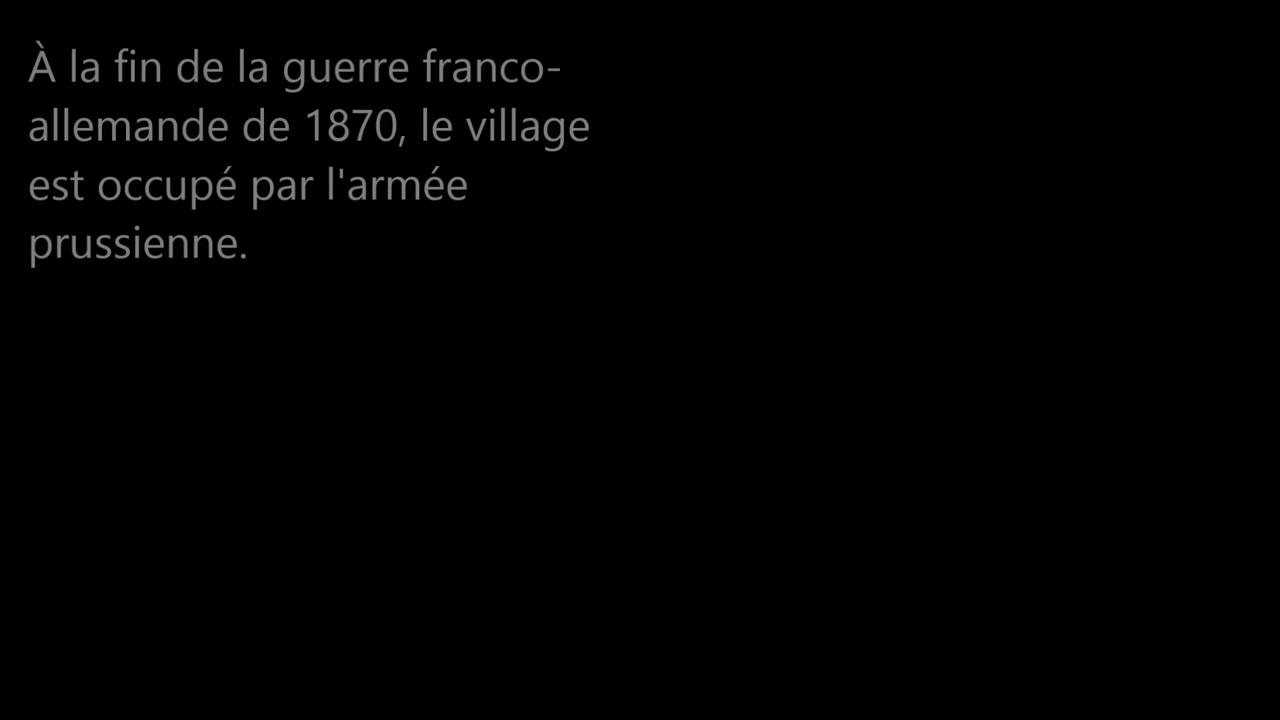 À la fin de la guerre franco-
allemande de 1870, le village
est occupé par l'armée
prussienne.